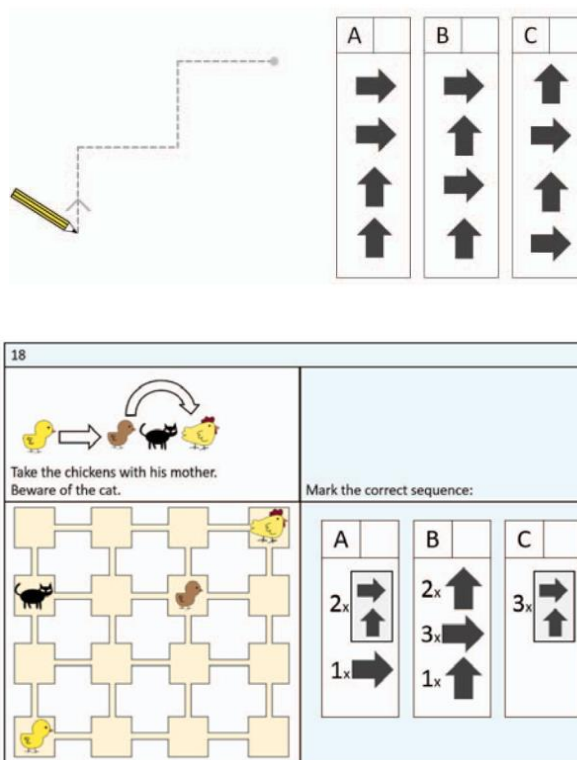 A B C
18
Take the chickens with his mother.
Beware of the cat.
Mark the correct sequence:
A B C
2x
1x
2x
3x
1x
3x